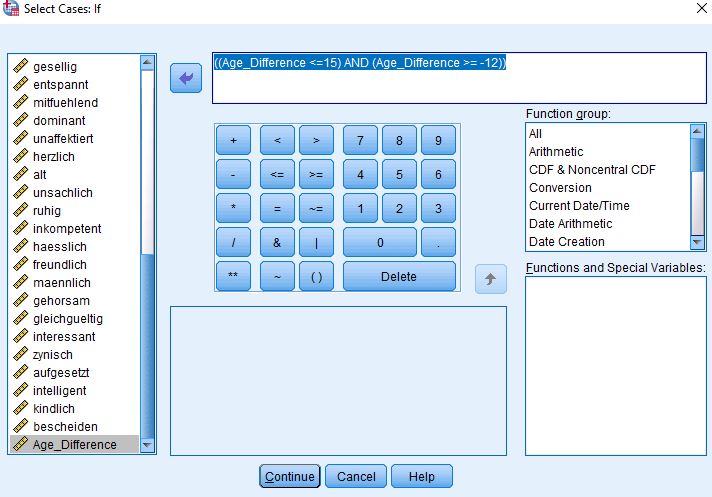 Select Cases: If
gesellig
entspannt
mitfuehlend
dominant
unaffektiert
herzlich
alt
unsachlich
ruhig
inkompetent
haesslich
freundlich
maennlich
gehorsam
gleichgueltig
interessant
zynisch
aufgesetzt
intelligent
kindlich
bescheiden
Age_Difference
((Age_Difference <=15) AND (Age_Difference >= -12))
+ < > 7 8 9
- <= >= 4 5 6
* = ~= 1 2 3
/ & | 0 .
** ~ ( ) Delete
Function group:
All
Arithmetic
CDF & Noncentral CDF
Conversion
Current Date/Time
Date Arithmetic
Date Creation
Functions and Special Variables:
Continue Cancel Help